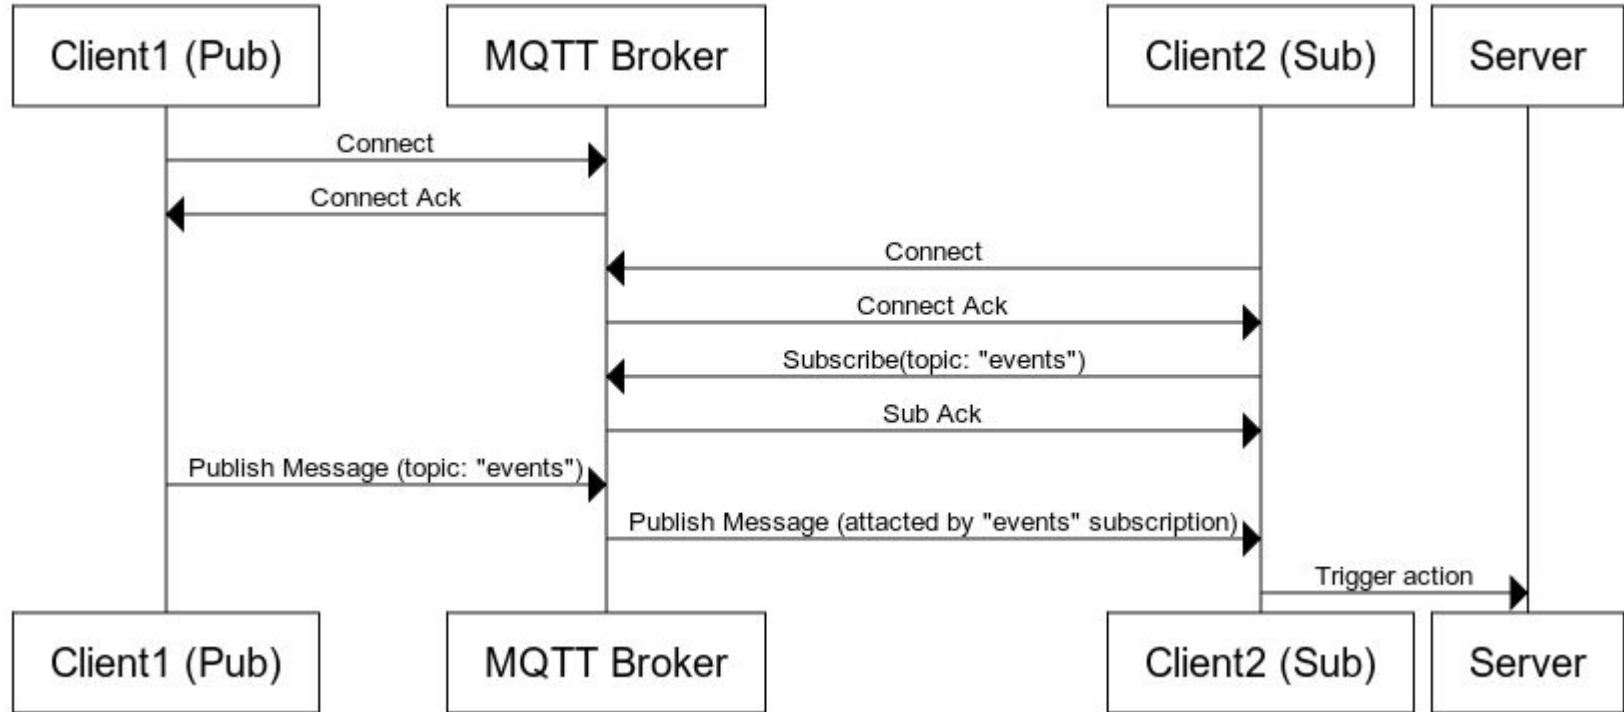 Client1 (Pub)
MQTT Broker
Client2 (Sub)
Server
Connect
Connect Ack
Connect
Connect Ack
Subscribe(topic: "events")
Sub Ack
Publish Message (topic: "events")
Publish Message (attacted by "events" subscription)
Trigger action
Client1 (Pub)
MQTT Broker
Client2 (Sub)
Server